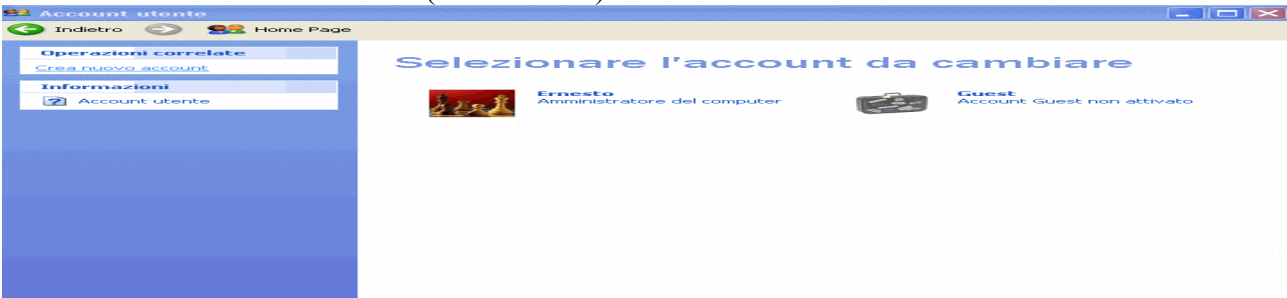 Account utente
Indietro Home Page
Operazioni correlate
Crea nuovo account
Informazioni
Account utente
Selezionare l'account da cambiare
Ernesto
Amministratore del computer
Guest
Account Guest non attivato